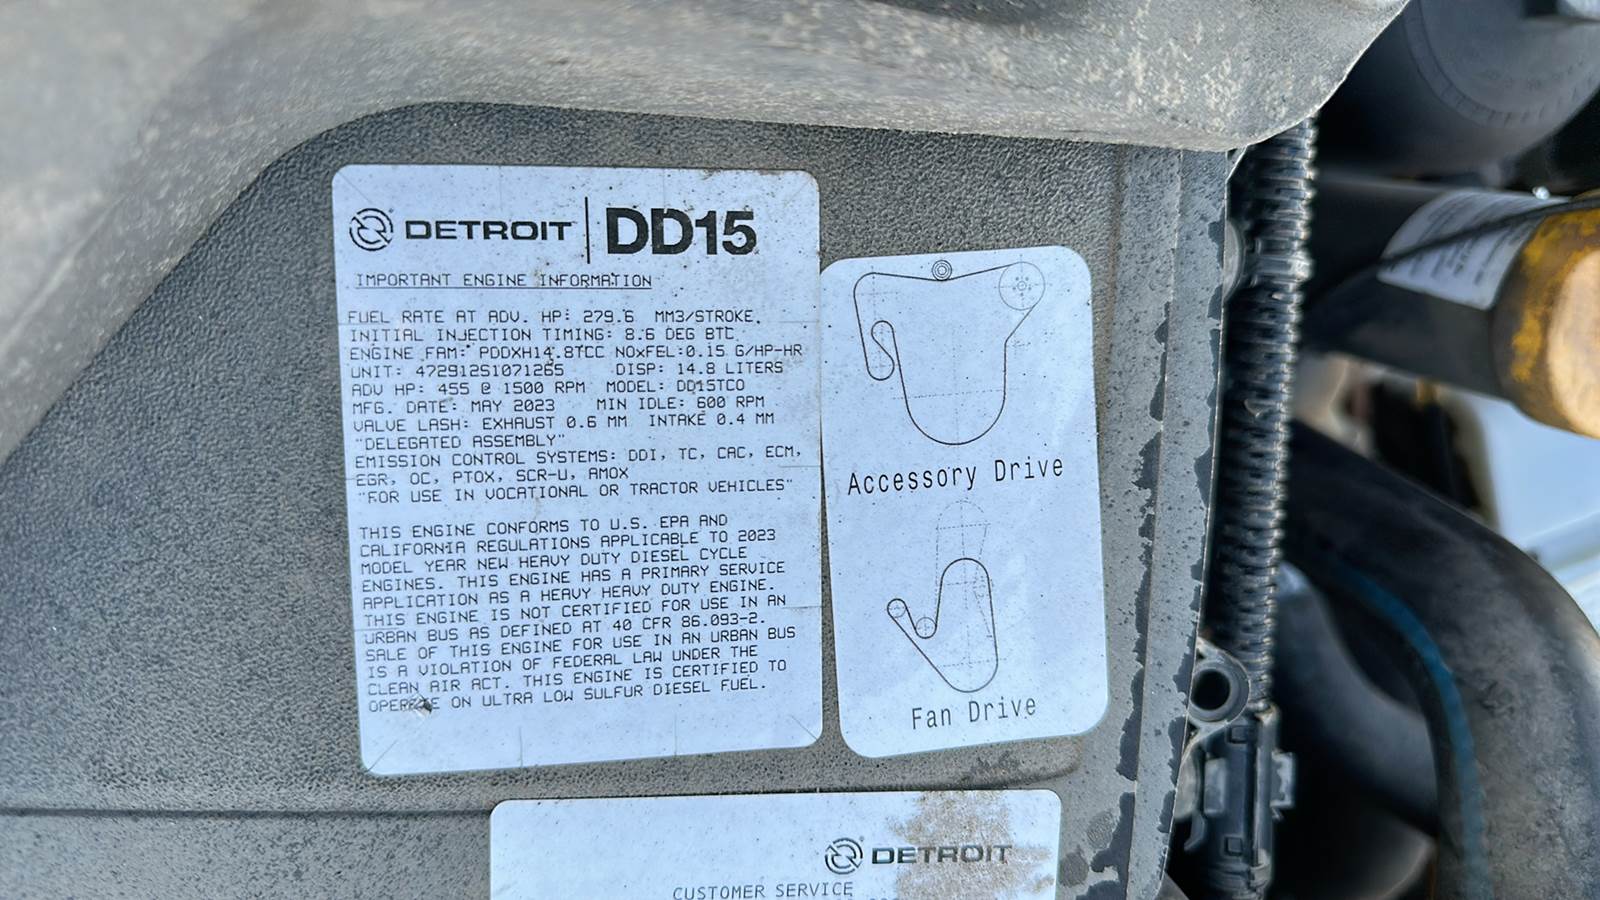 DETROIT | DD15
IMPORTANT ENGINE INFORMATION
FUEL RATE AT ADV. HP: 279.6 MM3/STROKE.
INITIAL INJECTION TIMING: 8.6 DEG BTC
ENGINE FAM: PDDXH14.8TCC NOxFEL:0.15 G/HP-HR
UNIT: 472912S1071265 DISP: 14.8 LITERS
ADV HP: 455 @ 1500 RPM MODEL: DD15TCO
MFG. DATE: MAY 2023 MIN IDLE: 600 RPM
VALVE LASH: EXHAUST 0.6 MM INTAKE 0.4 MM
"DELEGATED ASSEMBLY"
EMISSION CONTROL SYSTEMS: DDI, TC, CAC, ECM,
EGR, OC, PTOX, SCR-U, AMOX
"FOR USE IN VOCATIONAL OR TRACTOR VEHICLES"
THIS ENGINE CONFORMS TO U.S. EPA AND
CALIFORNIA REGULATIONS APPLICABLE TO 2023
MODEL YEAR NEW HEAVY DUTY DIESEL CYCLE
ENGINES. THIS ENGINE HAS A PRIMARY SERVICE
APPLICATION AS A HEAVY HEAVY DUTY ENGINE.
THIS ENGINE IS NOT CERTIFIED FOR USE IN AN
URBAN BUS AS DEFINED AT 40 CFR 86.093-2.
SALE OF THIS ENGINE FOR USE IN AN URBAN BUS
IS A VIOLATION OF FEDERAL LAW UNDER THE
CLEAN AIR ACT. THIS ENGINE IS CERTIFIED TO
OPERATE ON ULTRA LOW SULFUR DIESEL FUEL.
Accessory Drive
Fan Drive
DETROIT
CUSTOMER SERVICE